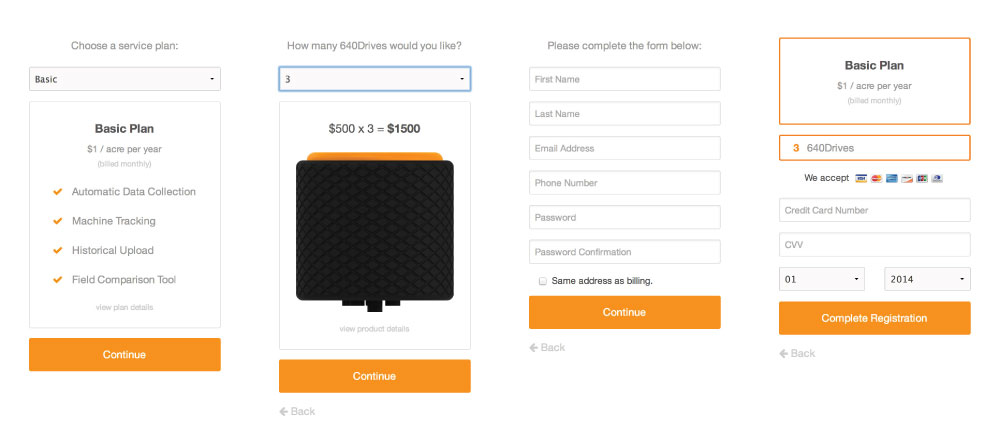 Choose a service plan:
Basic
Basic Plan
$1 / acre per year
(billed monthly)
Automatic Data Collection
Machine Tracking
Historical Upload
Field Comparison Tool
view plan details
Continue
How many 640Drives would you like?
3
$500 x 3 = $1500
view product details
Continue
Back
Please complete the form below:
First Name
Last Name
Email Address
Phone Number
Password
Password Confirmation
Same address as billing.
Continue
Back
Basic Plan
$1 / acre per year
(billed monthly)
3 640Drives
We accept
Credit Card Number
CVV
01 2014
Complete Registration
Back